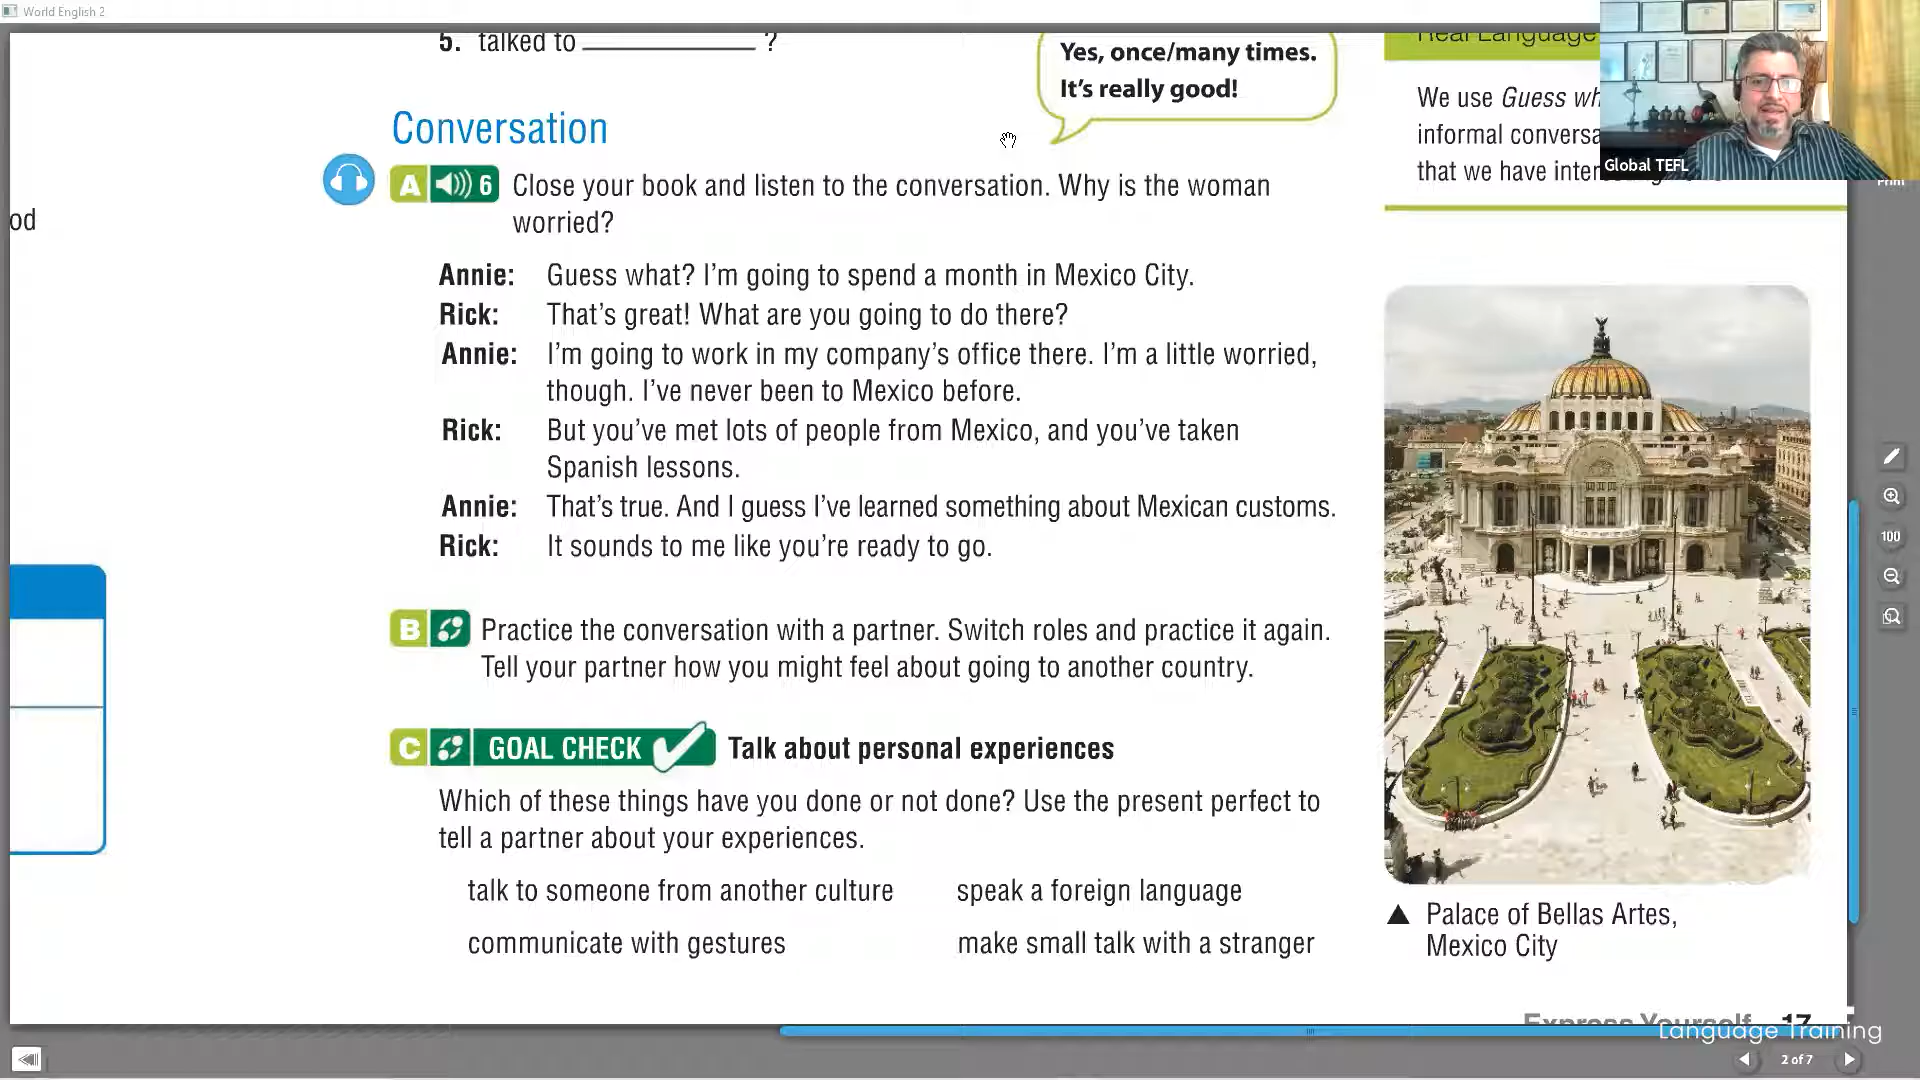 World English 2
5. talked to ____________ ?
Yes, once/many times.
It's really good!
Real Language
We use Guess wh
informal conversa
that we have inter
Global TEFL
Print
Conversation
A 6 Close your book and listen to the conversation. Why is the woman
worried?
od
Annie: Guess what? I'm going to spend a month in Mexico City.
Rick: That's great! What are you going to do there?
Annie: I'm going to work in my company's office there. I'm a little worried,
though. I've never been to Mexico before.
Rick: But you've met lots of people from Mexico, and you've taken
Spanish lessons.
Annie: That's true. And I guess I've learned something about Mexican customs.
Rick: It sounds to me like you're ready to go.
100
B Practice the conversation with a partner. Switch roles and practice it again.
Tell your partner how you might feel about going to another country.
C GOAL CHECK Talk about personal experiences
Which of these things have you done or not done? Use the present perfect to
tell a partner about your experiences.
talk to someone from another culture
speak a foreign language
communicate with gestures
make small talk with a stranger
▲ Palace of Bellas Artes,
Mexico City
Express Yourself 17
Language Training
2 of 7